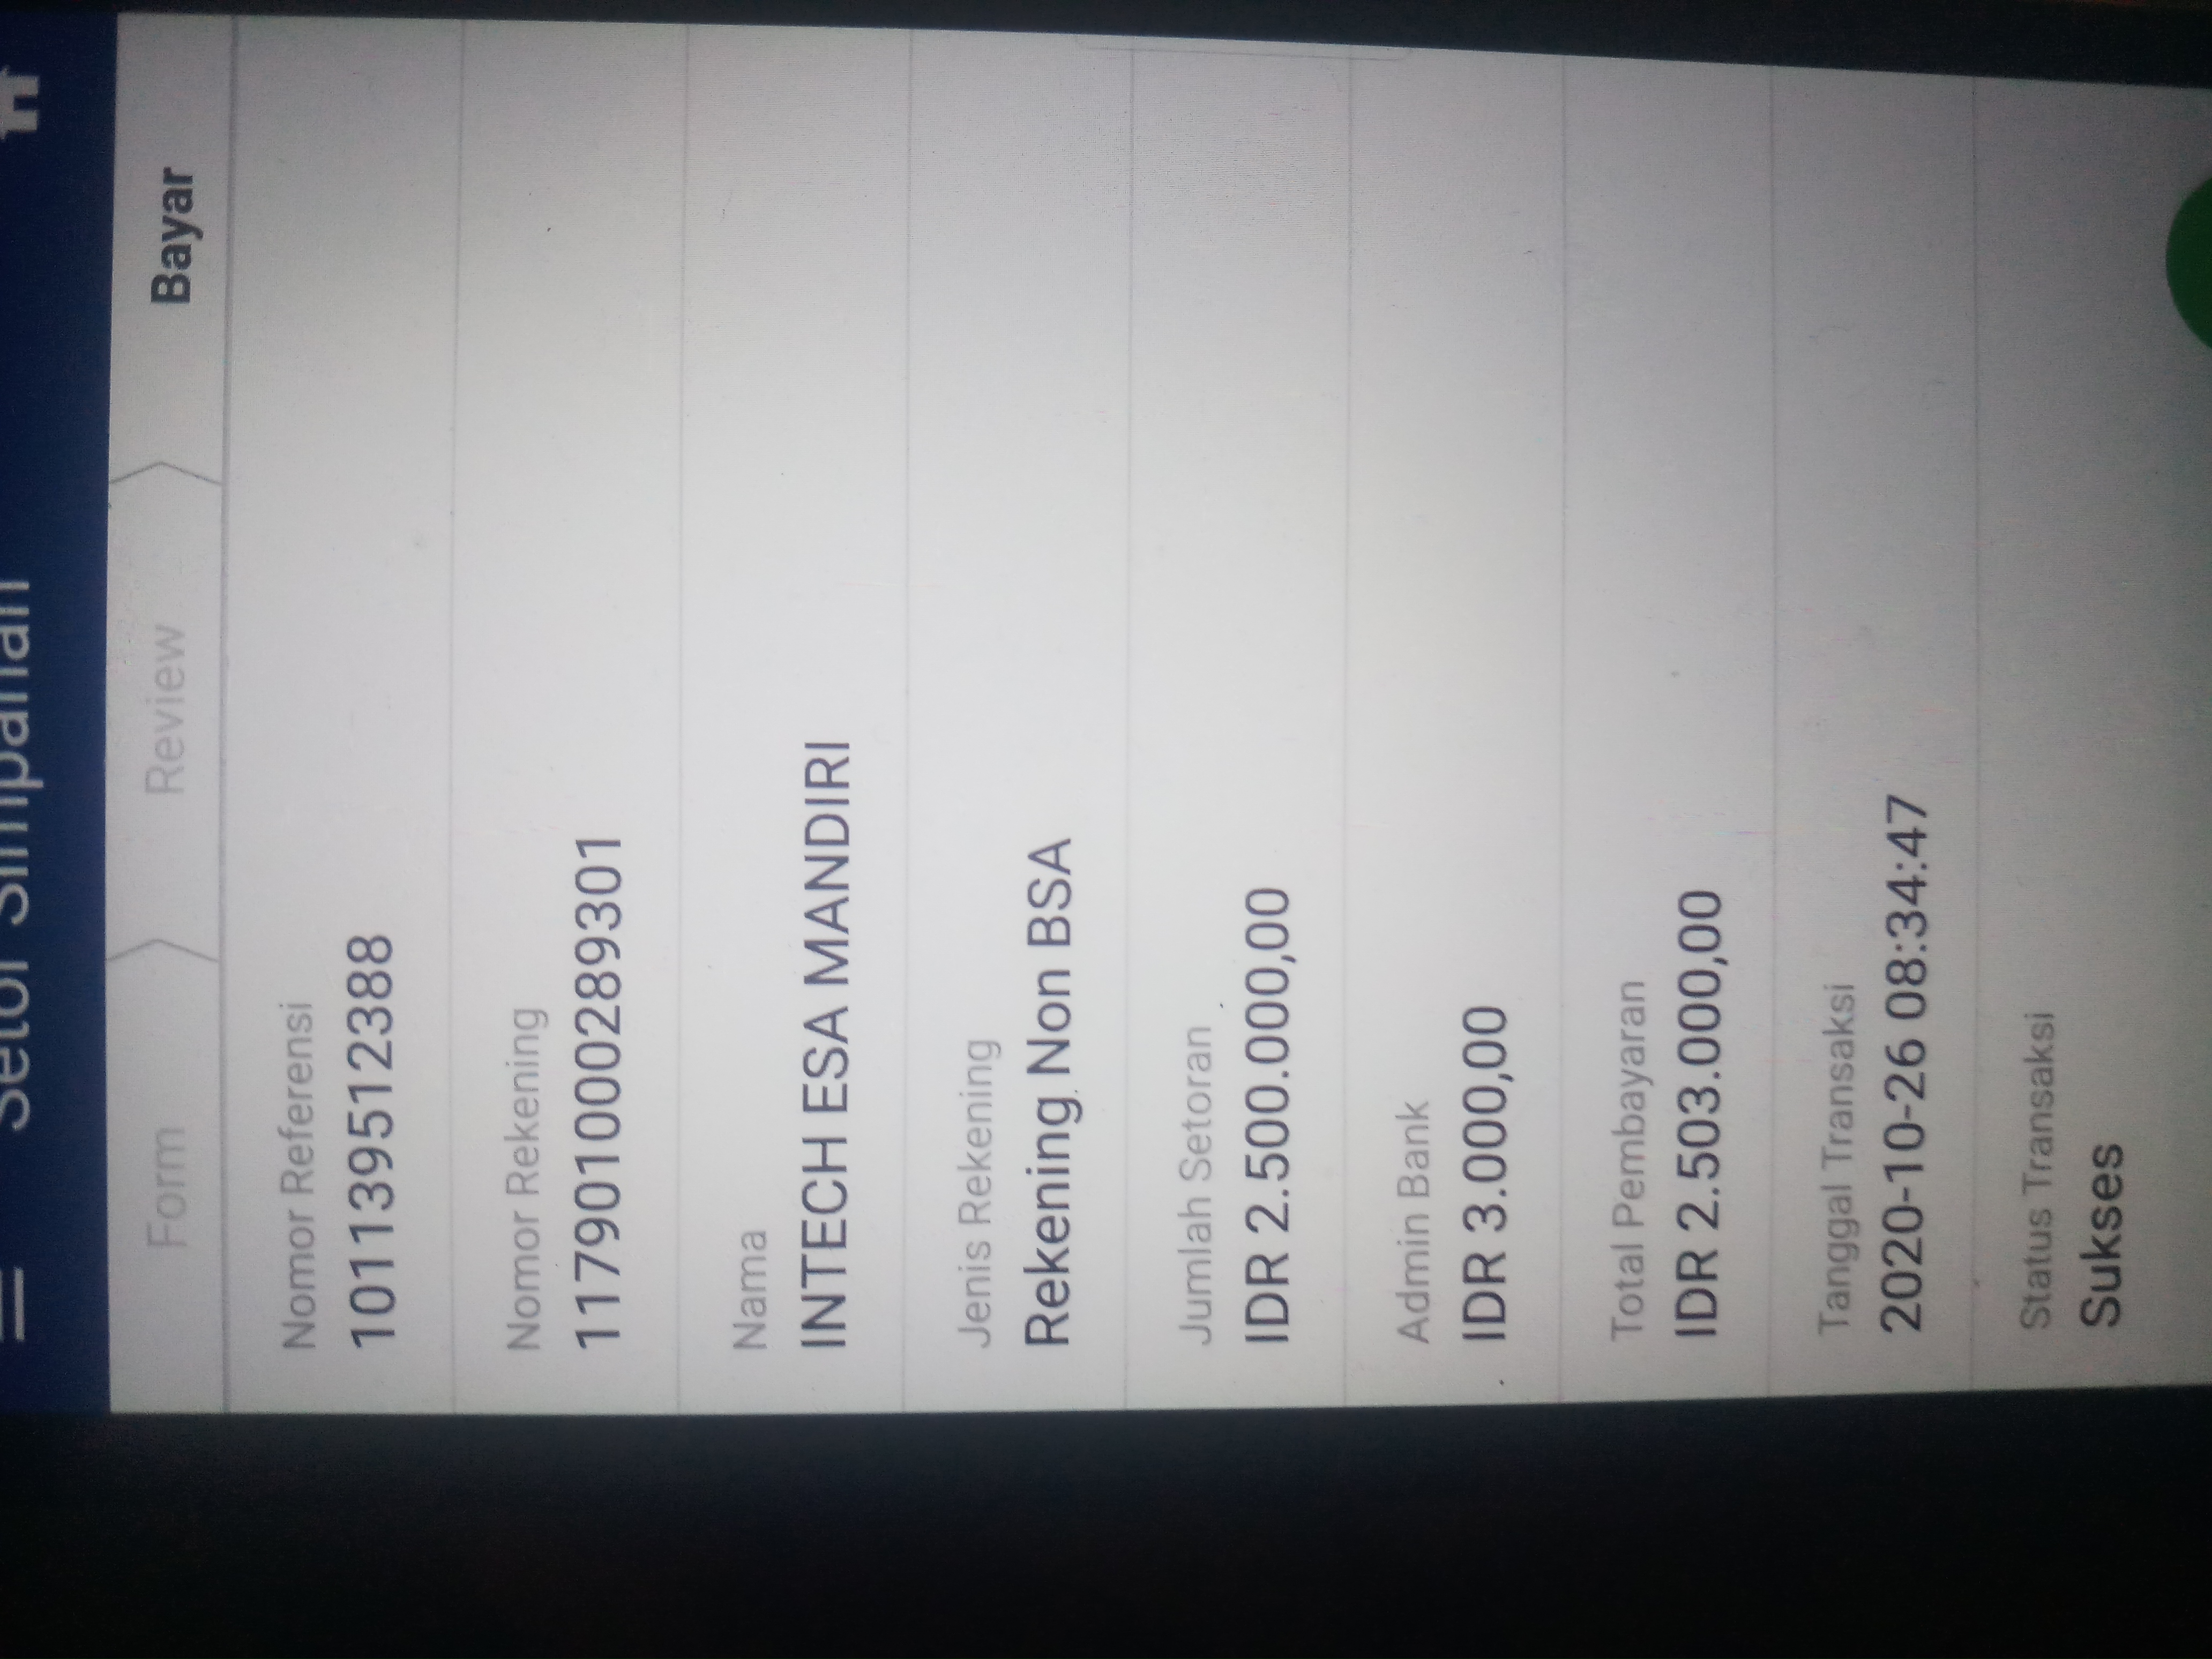 Setor Simpanan
Form
Review
Bayar
Nomor Referensi
101139512388
Nomor Rekening
117901000289301
Nama
INTECH ESA MANDIRI
Jenis Rekening
Rekening Non BSA
Jumlah Setoran
IDR 2.500.000,00
Admin Bank
IDR 3.000,00
Total Pembayaran
IDR 2.503.000,00
Tanggal Transaksi
2020-10-26 08:34:47
Status Transaksi
Sukses